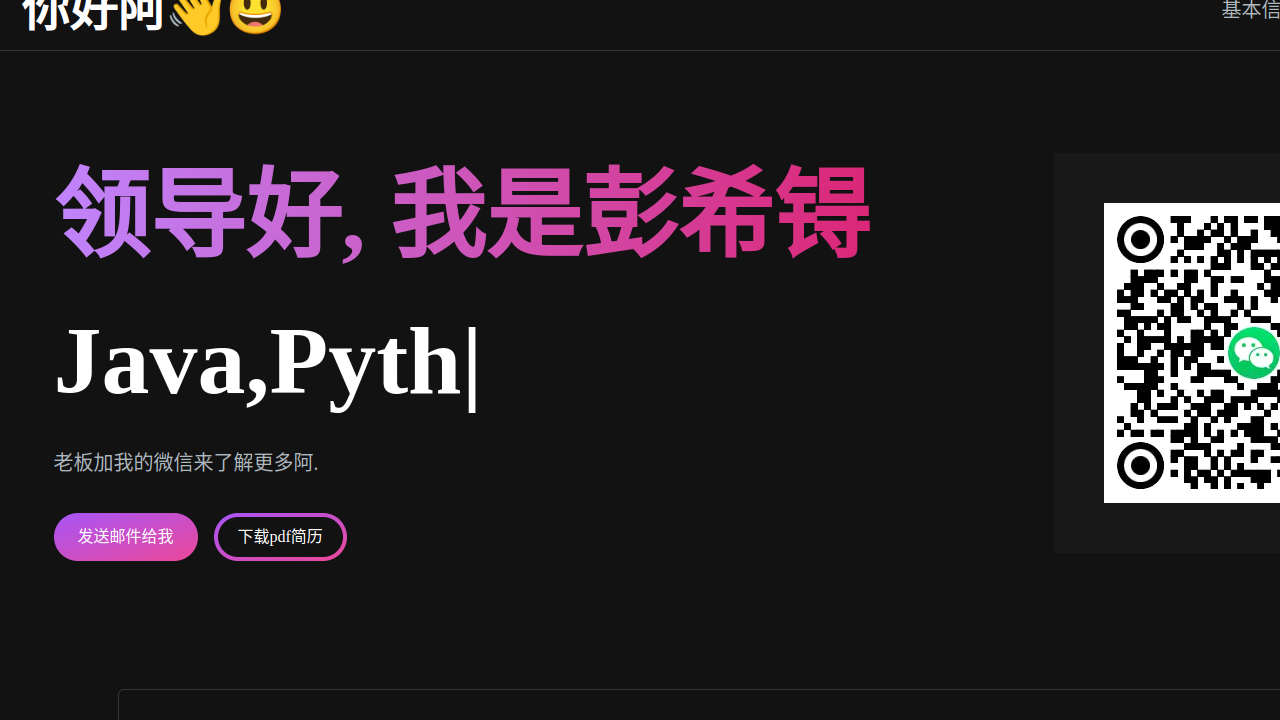 你好阿👋😃
基本信
领导好, 我是彭希锝
Java,Pyth|
老板加我的微信来了解更多阿.
发送邮件给我
下载pdf简历